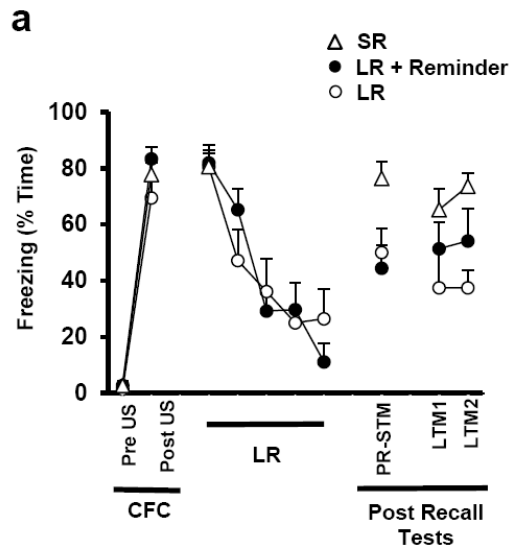 a
SR
LR + Reminder
LR
100
80
60
40
20
0
Freezing (% Time)
Pre US
Post US
CFC
LR
PR-STM
LTM1
LTM2
Post Recall
Tests